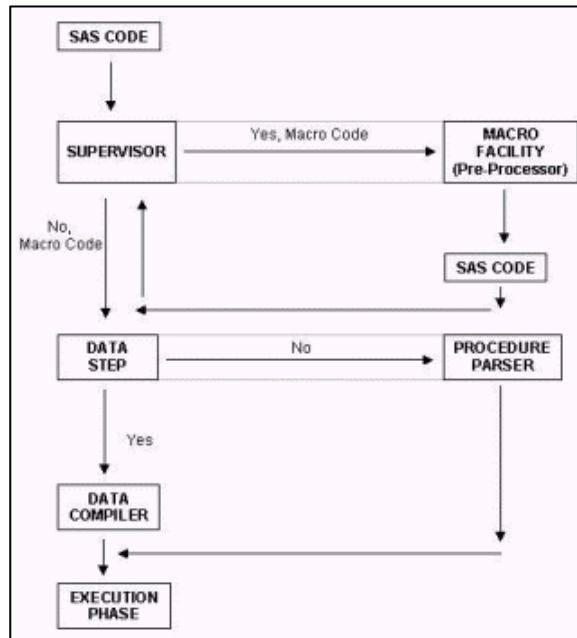 SAS CODE
SUPERVISOR
Yes, Macro Code
MACRO
FACILITY
(Pre-Processor)
No,
Macro Code
SAS CODE
DATA
STEP
No
PROCEDURE
PARSER
Yes
DATA
COMPILER
EXECUTION
PHASE